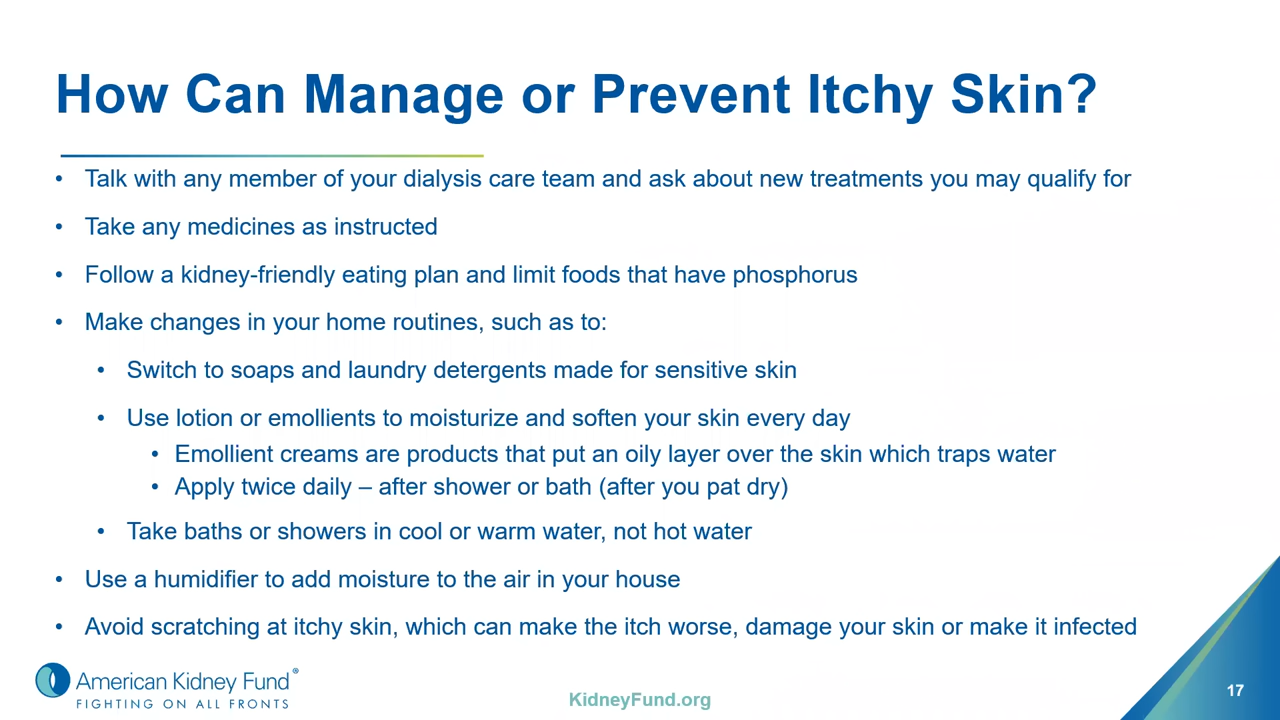 How Can Manage or Prevent Itchy Skin?
• Talk with any member of your dialysis care team and ask about new treatments you may qualify for
• Take any medicines as instructed
• Follow a kidney-friendly eating plan and limit foods that have phosphorus
• Make changes in your home routines, such as to:
• Switch to soaps and laundry detergents made for sensitive skin
• Use lotion or emollients to moisturize and soften your skin every day
• Emollient creams are products that put an oily layer over the skin which traps water
• Apply twice daily – after shower or bath (after you pat dry)
• Take baths or showers in cool or warm water, not hot water
• Use a humidifier to add moisture to the air in your house
• Avoid scratching at itchy skin, which can make the itch worse, damage your skin or make it infected
American Kidney Fund®
FIGHTING ON ALL FRONTS
KidneyFund.org
17